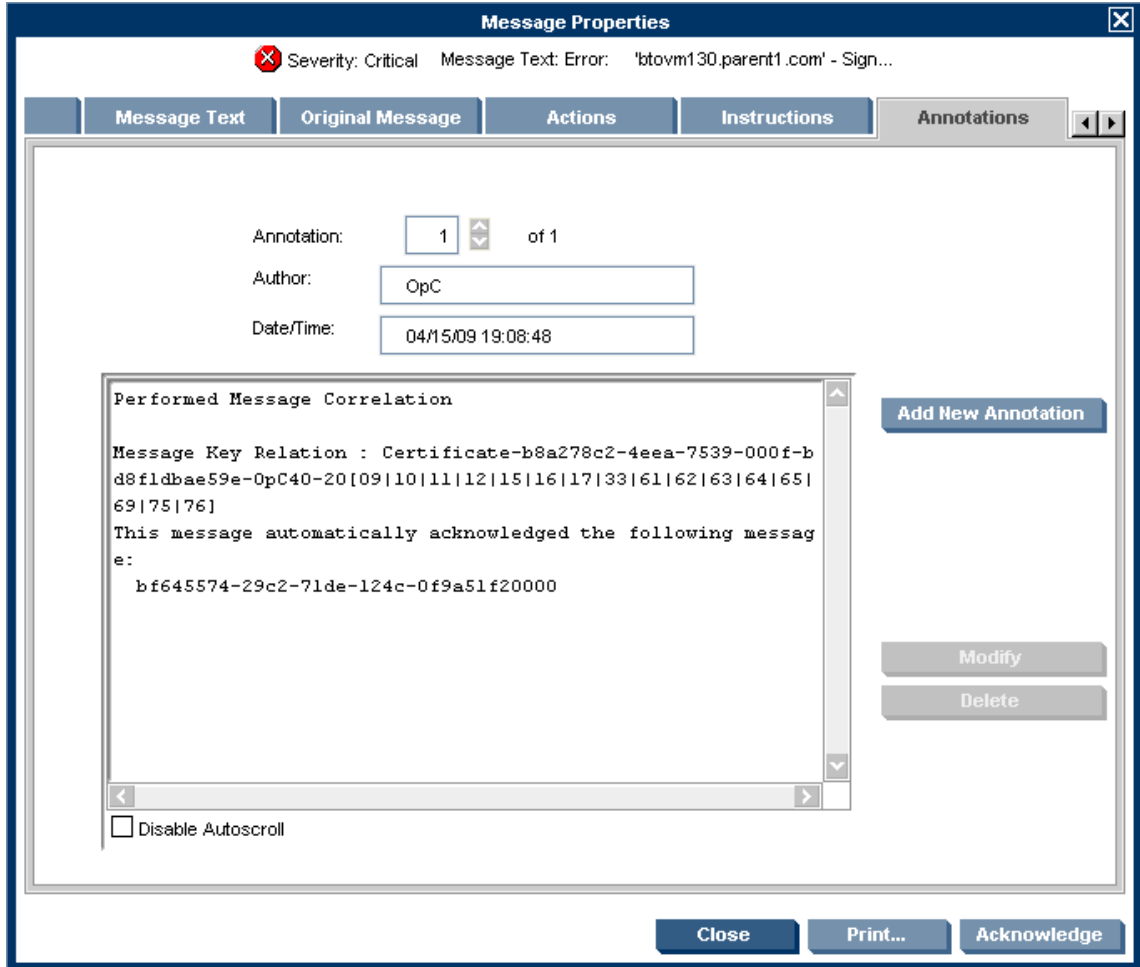 Message Properties
Severity: Critical Message Text: Error: 'btovm130.parent1.com' - Sign...
Message Text Original Message Actions Instructions Annotations
Annotation: 1 of 1
Author: OpC
Date/Time: 04/15/09 19:08:48
Performed Message Correlation
Message Key Relation : Certificate-b8a278c2-4eea-7539-000f-b
d8f1dbae59e-OpC40-20[09|10|11|12|15|16|17|33|61|62|63|64|65|
69|75|76]
This message automatically acknowledged the following messag
e:
bf645574-29c2-71de-124c-0f9a51f20000
Add New Annotation
Modify
Delete
Disable Autoscroll
Close Print... Acknowledge